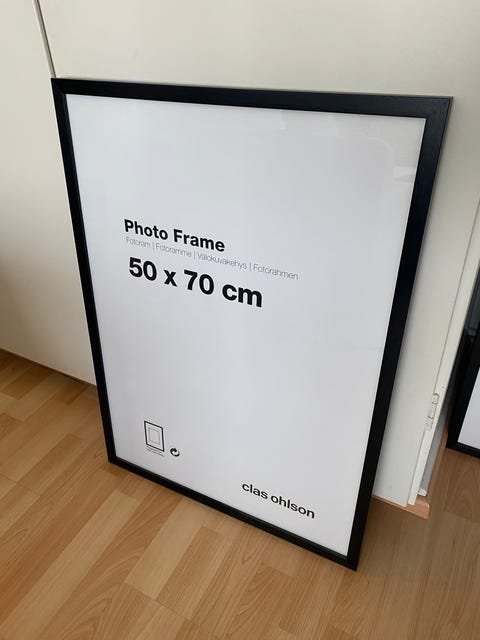 Photo Frame
Fotoram | Fotoramme | Valokuvakehys | Fotorahmen
50 x 70 cm
clas ohlson